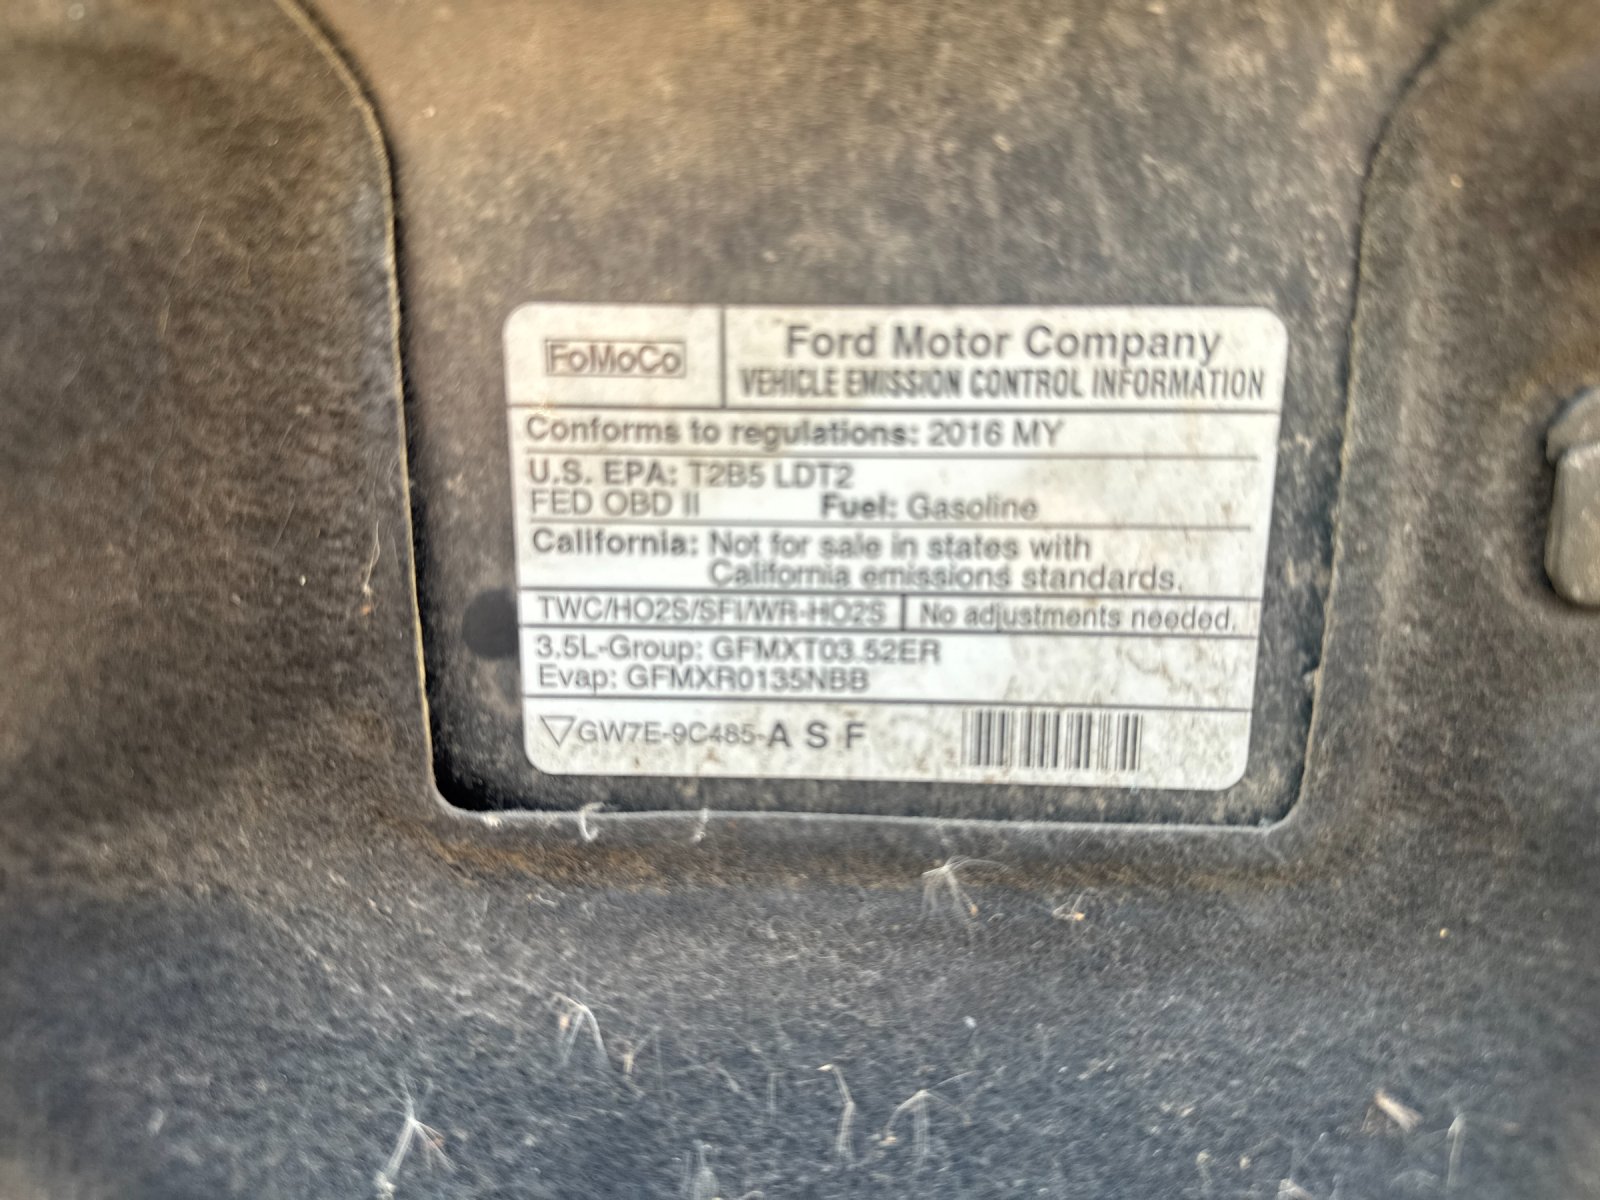 FoMoCo
Ford Motor Company
VEHICLE EMISSION CONTROL INFORMATION
Conforms to regulations: 2016 MY
U.S. EPA: T2B5 LDT2
FED OBD II Fuel: Gasoline
California: Not for sale in states with
California emissions standards.
TWC/HO2S/SFI/WR-HO2S No adjustments needed.
3.5L-Group: GFMXT03.52ER
Evap: GFMXR0135NBB
GW7E-9C485-A S F